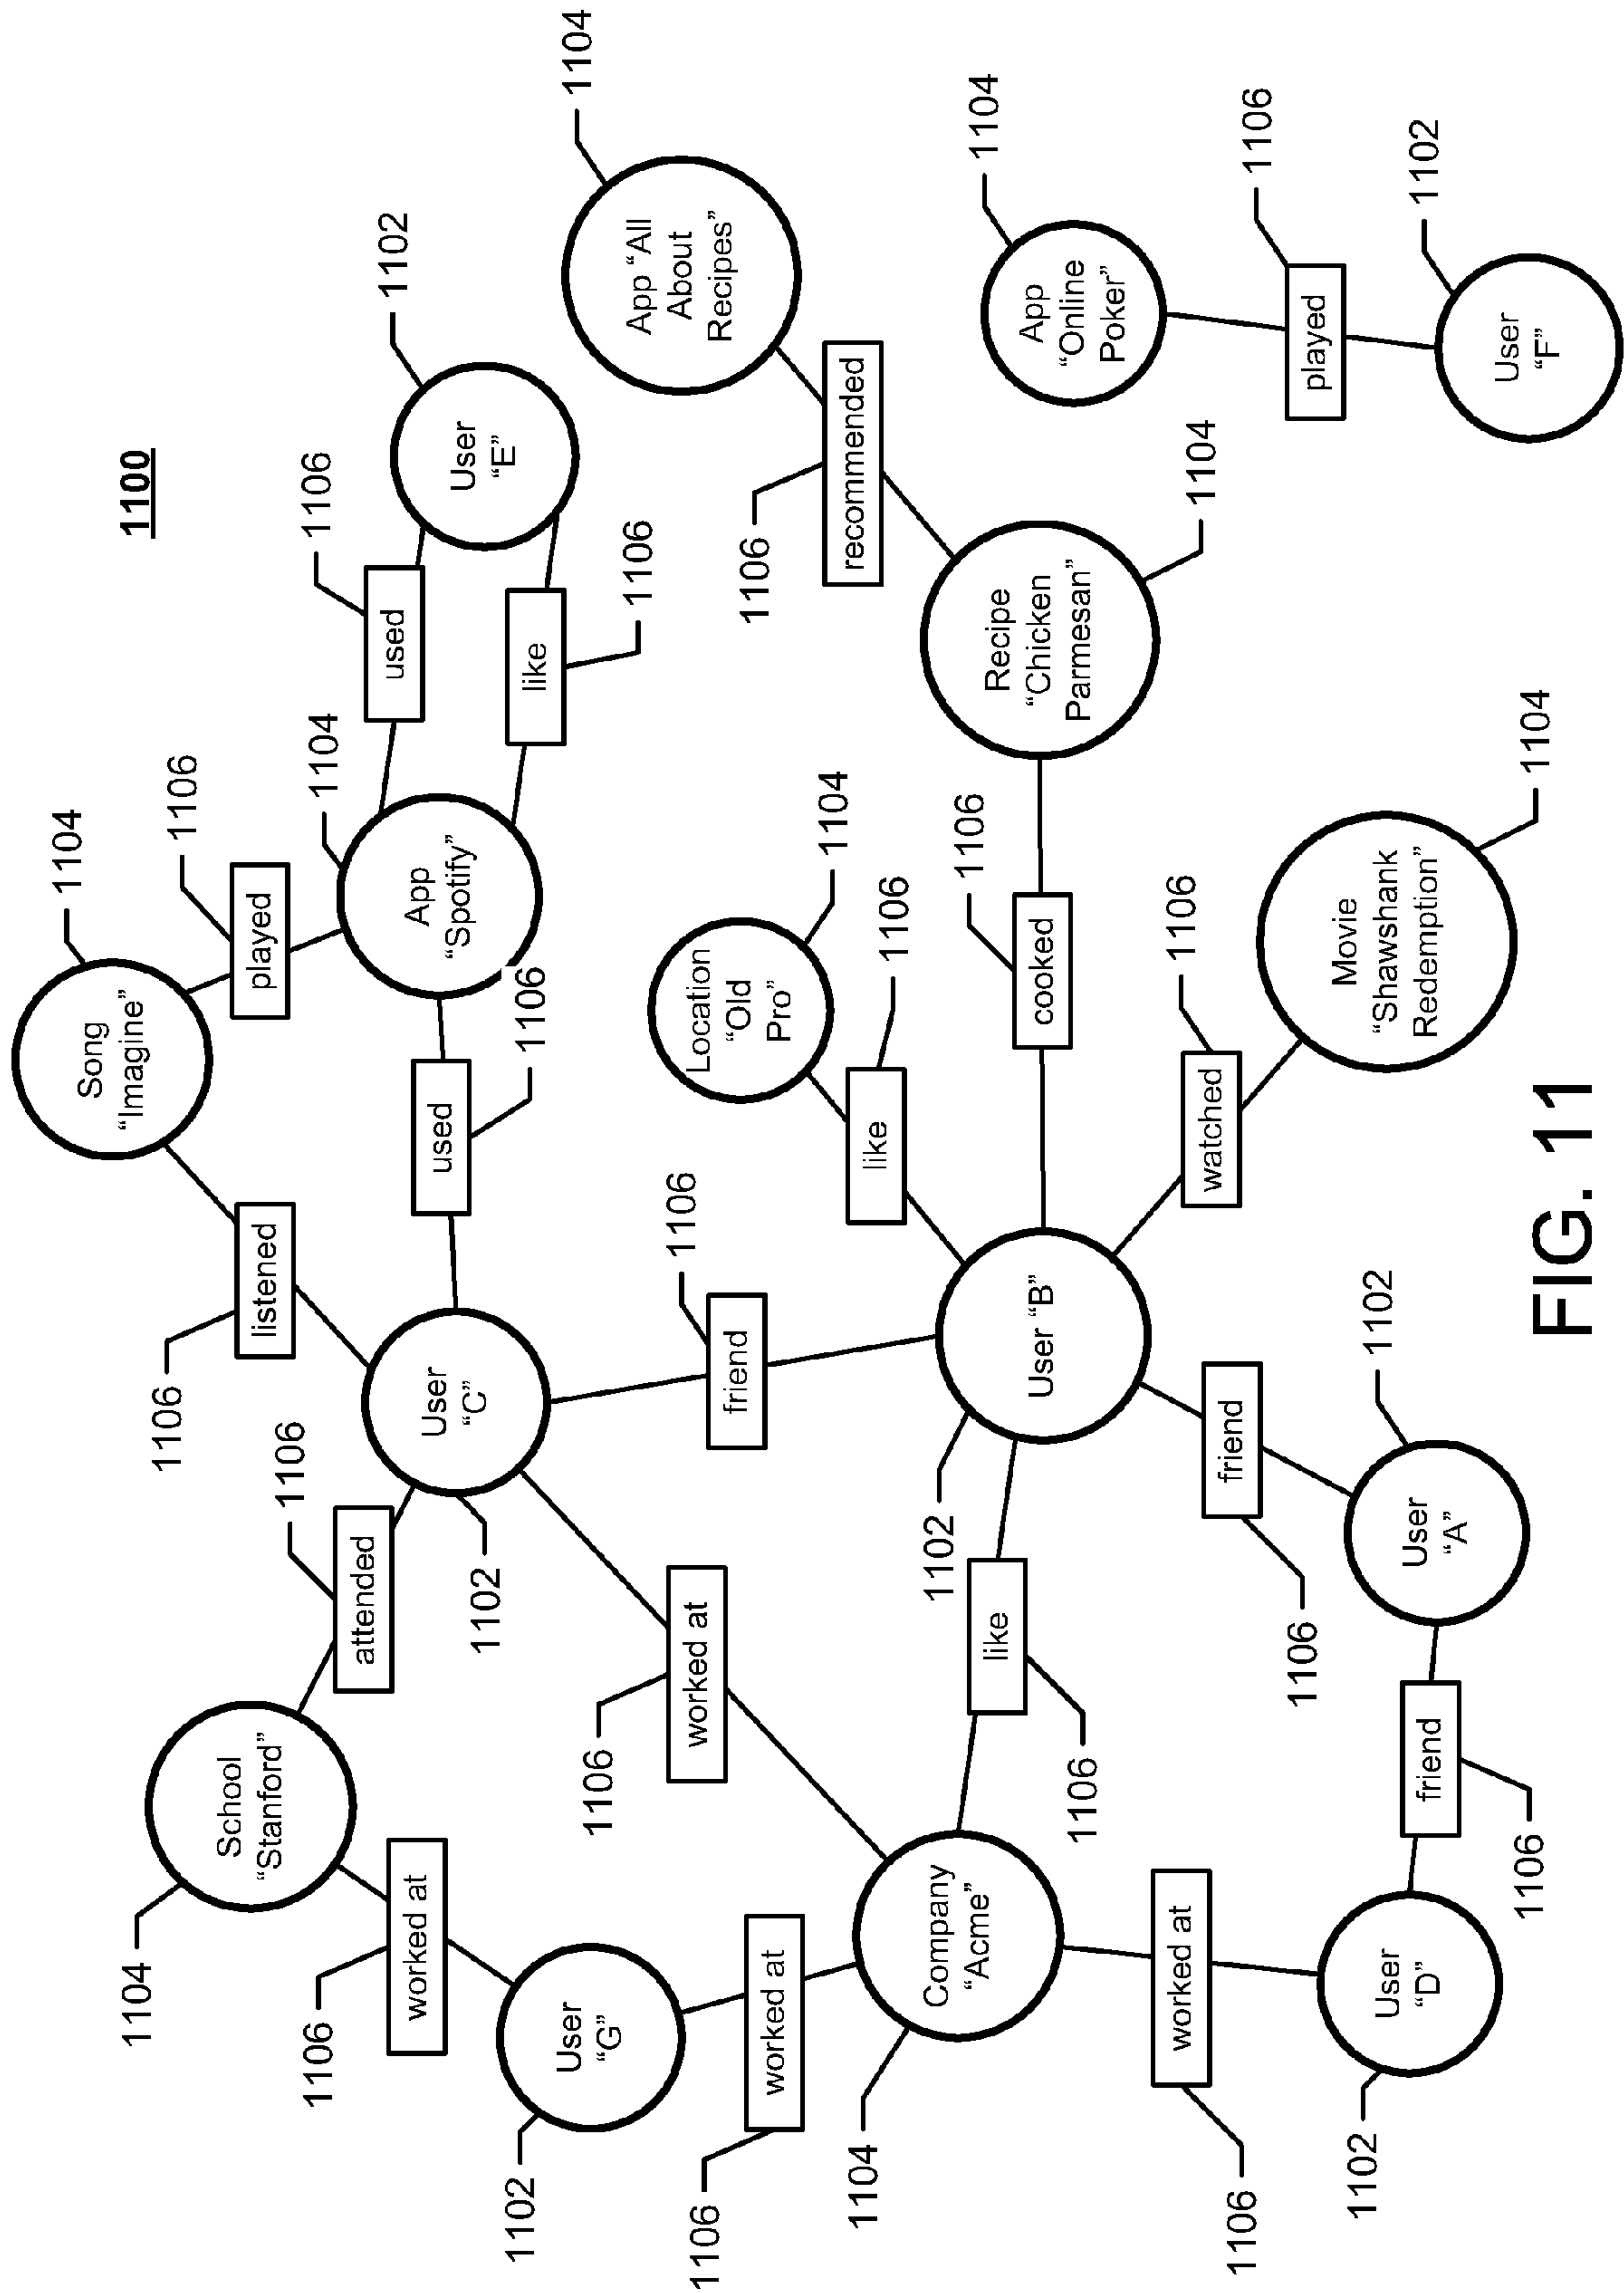 1100
1104
Song
“Imagine”
1104
1106
1106
School
“Stanford”
1106
listened
played
1104
1106
attended
1106
1102
1106
worked at
User
“C”
used
App
“Spotify”
used
User
“E”
1102
1106
like
1102
User
“G”
1106
1106
1104
1106
worked at
friend
1106
Location
“Old
Pro”
App “All
About
Recipes”
1106
worked at
1104
1106
recommended
1104
Company
“Acme”
like
like
1106
1102
1106
1106
User “B”
cooked
Recipe
“Chicken
Parmesan”
App
“Online
Poker”
1104
worked at
friend
watched
1106
1104
1106
1106
1106
played
1102
User
“D”
friend
User
“A”
1102
Movie
“Shawshank
Redemption”
1102
1106
1104
User
“F”
FIG. 11